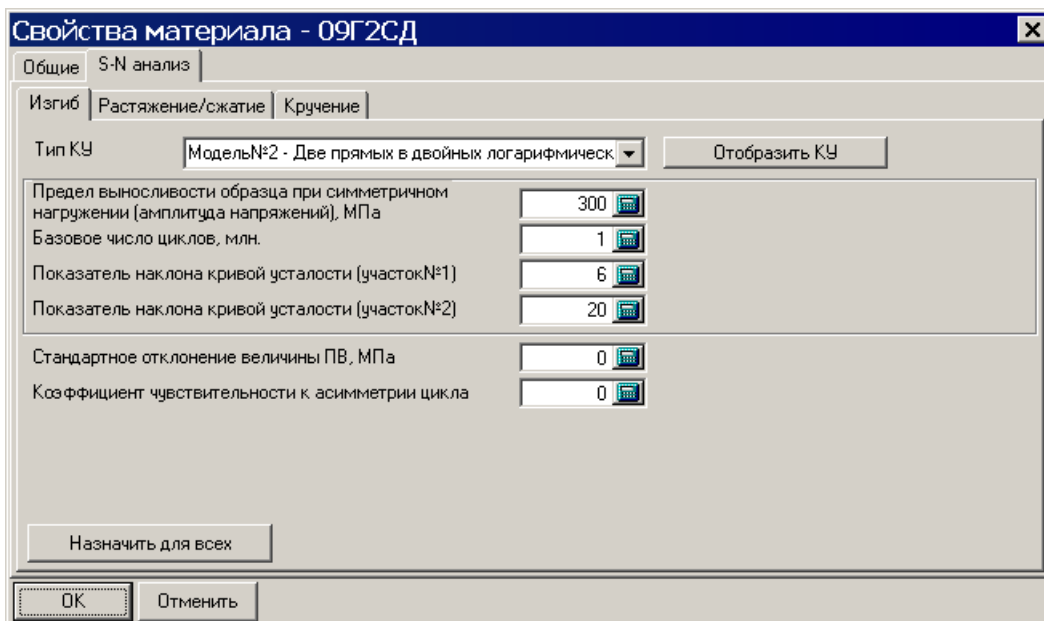 Свойства материала - 09Г2СД
Общие S-N анализ
Изгиб Растяжение/сжатие Кручение
Тип КУ МодельNº2 - Две прямых в двойных логарифмическ Отобразить КУ
Предел выносливости образца при симметричном
нагружении (амплитуда напряжений), МПа 300
Базовое число циклов, млн. 1
Показатель наклона кривой усталости (участокNº1) 6
Показатель наклона кривой усталости (участокNº2) 20
Стандартное отклонение величины ПВ, МПа 0
Коэффициент чувствительности к асимметрии цикла 0
Назначить для всех
OK Отменить